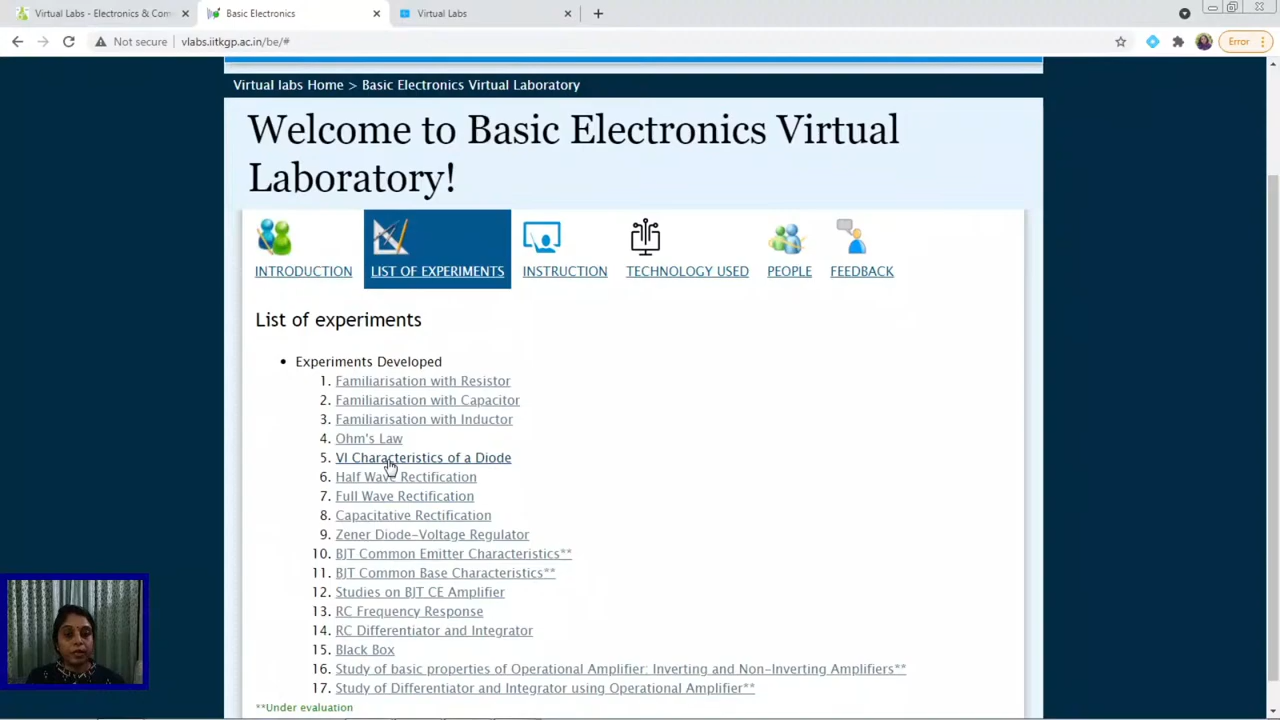 Virtual Labs - Electronics & Com
Basic Electronics
Virtual Labs
Not secure
vlabs.iitkgp.ac.in/be/#
Error
Virtual labs Home > Basic Electronics Virtual Laboratory
Welcome to Basic Electronics Virtual
Laboratory!
INTRODUCTION
LIST OF EXPERIMENTS
INSTRUCTION
TECHNOLOGY USED
PEOPLE
FEEDBACK
List of experiments
• Experiments Developed
1. Familiarisation with Resistor
2. Familiarisation with Capacitor
3. Familiarisation with Inductor
4. Ohm's Law
5. VI Characteristics of a Diode
6. Half Wave Rectification
7. Full Wave Rectification
8. Capacitative Rectification
9. Zener Diode-Voltage Regulator
10. BJT Common Emitter Characteristics**
11. BJT Common Base Characteristics**
12. Studies on BJT CE Amplifier
13. RC Frequency Response
14. RC Differentiator and Integrator
15. Black Box
16. Study of basic properties of Operational Amplifier: Inverting and Non-Inverting Amplifiers**
17. Study of Differentiator and Integrator using Operational Amplifier**
**Under evaluation